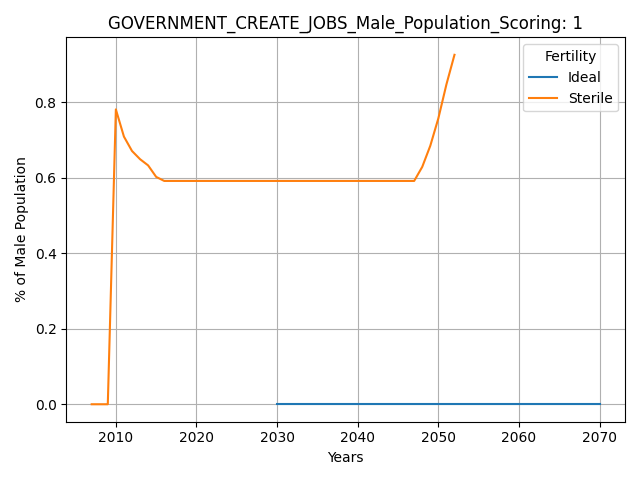 GOVERNMENT_CREATE_JOBS_Male_Population_Scoring: 1
Fertility
Ideal
Sterile
% of Male Population
0.8
0.6
0.4
0.2
0.0
2010 2020 2030 2040 2050 2060 2070
Years